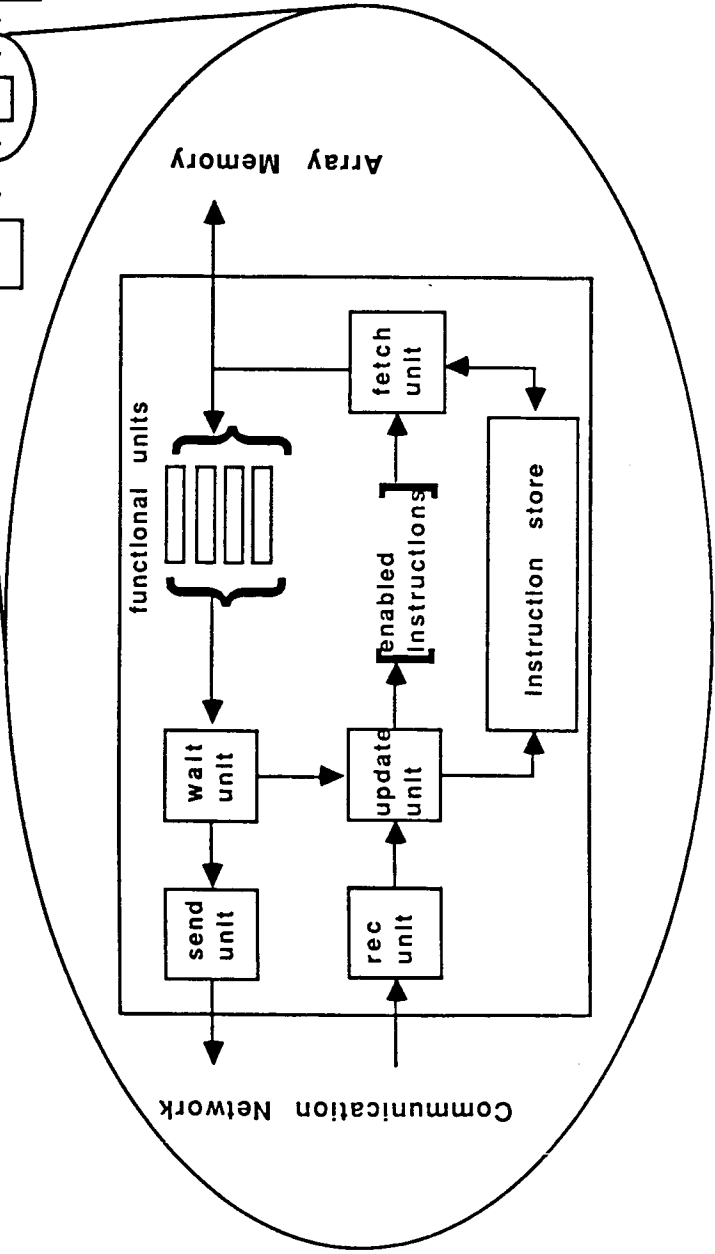 Array Memory
functional units
fetch
unit
enabled
Instructions
Instruction store
wait
unit
update
unit
send
unit
rec
unit
Communication Network